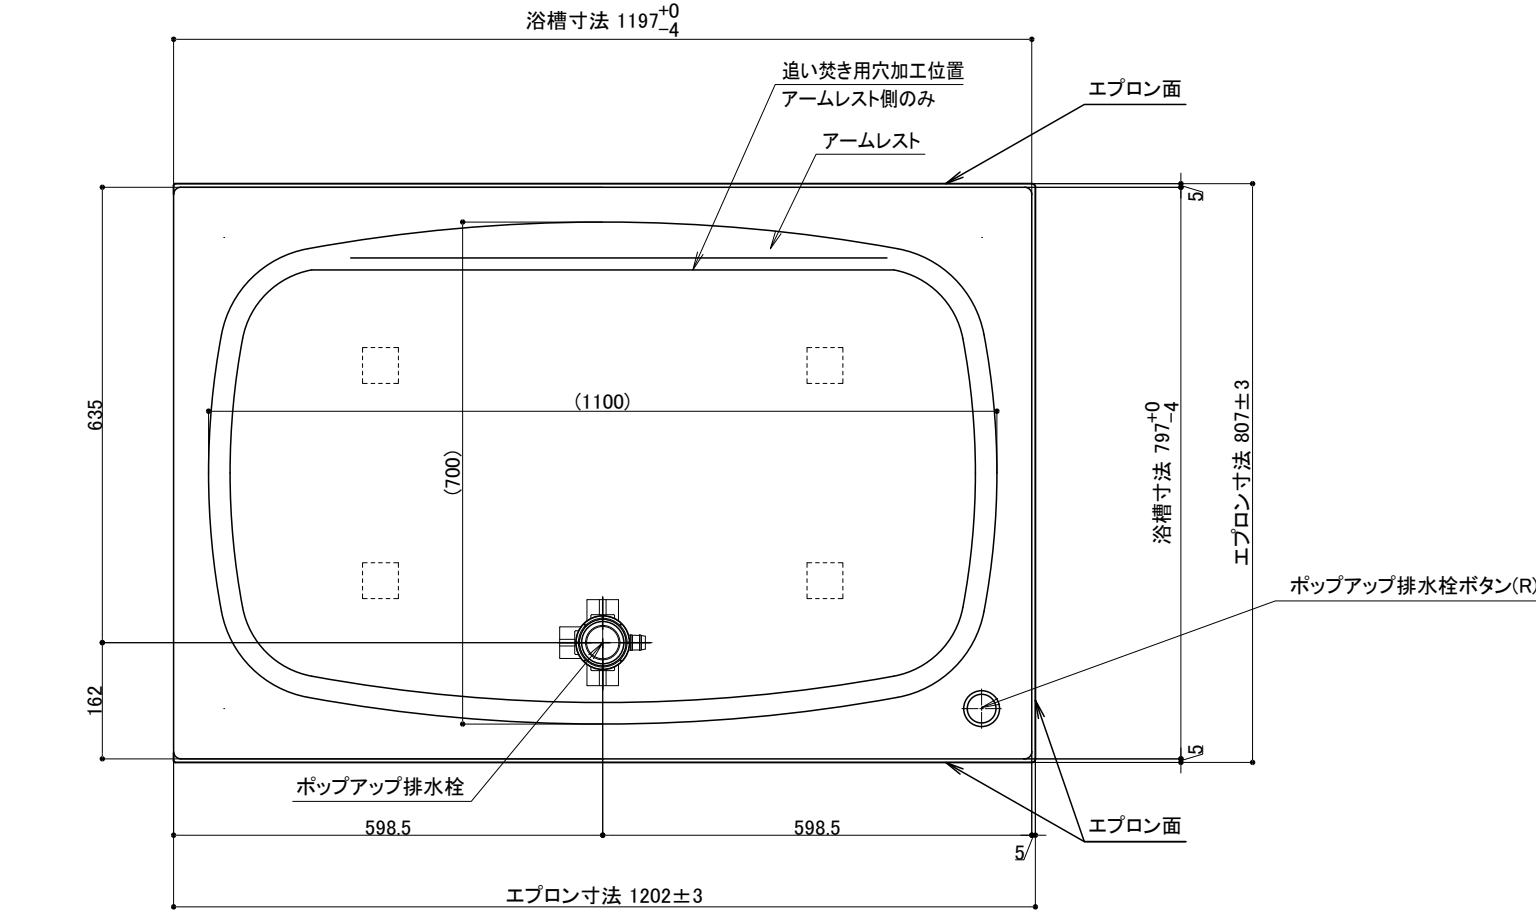 浴槽寸法 1197+0-4
追い焚き用穴加工位置
アームレスト側のみ
エプロン面
アームレスト
5
635
(1100)
(700)
浴槽寸法 797+0-4
エプロン寸法 807±3
ポップアップ排水栓ボタン(R)
162
5
ポップアップ排水栓
598.5
598.5
エプロン面
5
エプロン寸法 1202±3